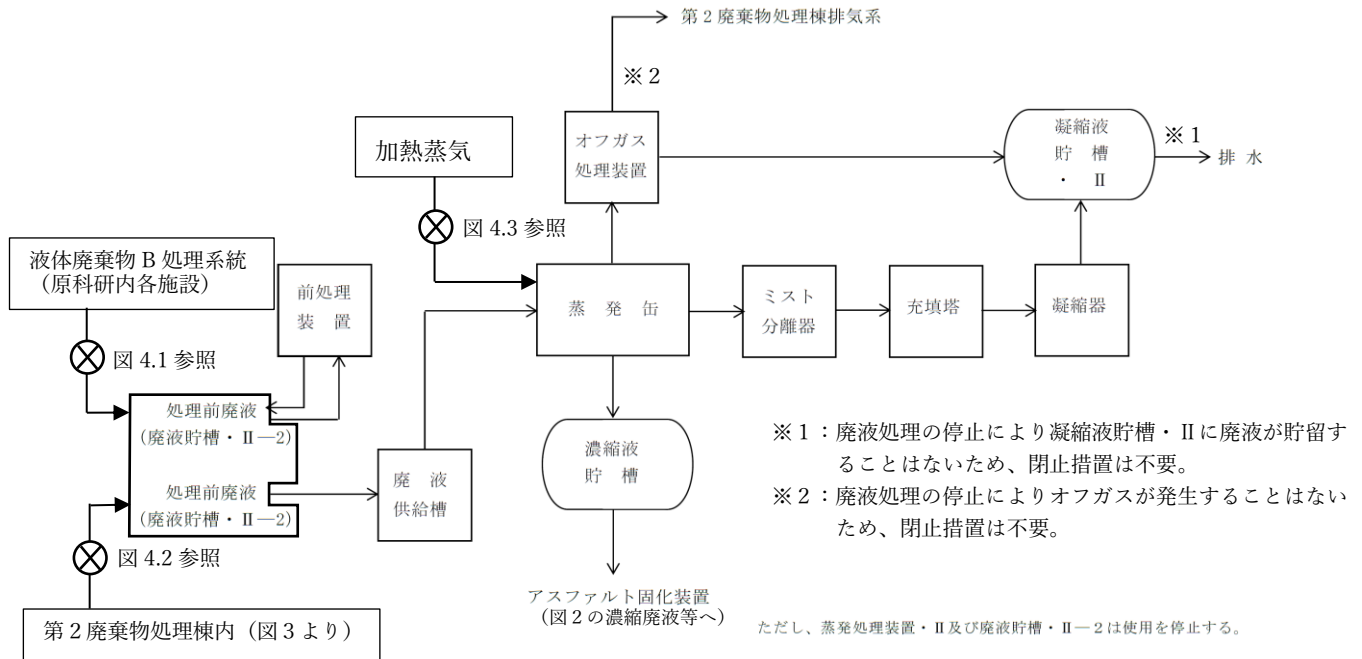 第２廃棄物処理棟排気系
※２
オフガス
処理装置
凝縮液
貯槽
・　Ⅱ
※１
排 水
加熱蒸気
図 4.3 参照
液体廃棄物 B 処理系統
（原科研内各施設）
前処理
装　置
蒸　発　缶
ミスト
分離器
充填塔
凝縮器
図 4.1 参照
処理前廃液
(廃液貯槽・Ⅱ―2)
処理前廃液
(廃液貯槽・Ⅱ―2)
廃　液
供給槽
濃縮液
貯　槽
図 4.2 参照
第２廃棄物処理棟内（図３より）
アスファルト固化装置
（図２の濃縮廃液等へ）
※１：廃液処理の停止により凝縮液貯槽・Ⅱに廃液が貯留す
ることはないため、閉止措置は不要。
※２：廃液処理の停止によりオフガスが発生することはない
ため、閉止措置は不要。
ただし、蒸発処理装置・Ⅱ及び廃液貯槽・Ⅱ―２は使用を停止する。